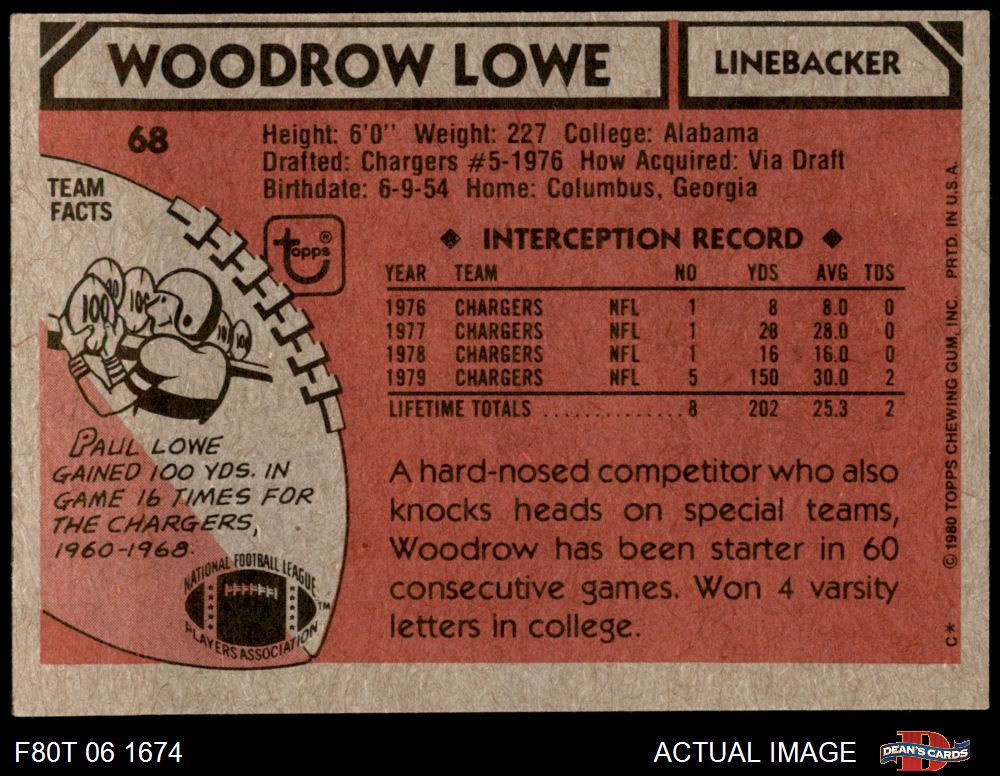 WOODROW LOWE
LINEBACKER
68
Height: 6'0'' Weight: 227 College: Alabama
Drafted: Chargers #5-1976 How Acquired: Via Draft
Birthdate: 6-9-54 Home: Columbus, Georgia
TEAM
FACTS
topps®
100 100 100 100
◆ INTERCEPTION RECORD ◆
YEAR TEAM NO YDS AVG TDS
1976 CHARGERS NFL 1 8 8.0 0
1977 CHARGERS NFL 1 28 28.0 0
1978 CHARGERS NFL 1 16 16.0 0
1979 CHARGERS NFL 5 150 30.0 2
LIFETIME TOTALS ............... 8 202 25.3 2
PAUL LOWE
GAINED 100 YDS. IN
GAME 16 TIMES FOR
THE CHARGERS,
1960-1968.
NATIONAL FOOTBALL LEAGUE
PLAYERS ASSOCIATION
TM
A hard-nosed competitor who also
knocks heads on special teams,
Woodrow has been starter in 60
consecutive games. Won 4 varsity
letters in college.
C* ©1980 TOPPS CHEWING GUM, INC. PRTD. IN U.S.A.
F80T 06 1674
ACTUAL IMAGE
DEAN'S CARDS